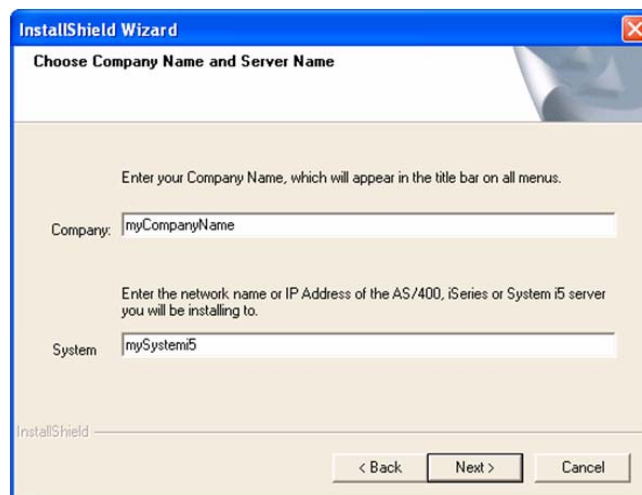 InstallShield Wizard
Choose Company Name and Server Name
Enter your Company Name, which will appear in the title bar on all menus.
Company: myCompanyName
Enter the network name or IP Address of the AS/400, iSeries or System i5 server
you will be installing to.
System mySystemi5
InstallShield
< Back Next > Cancel